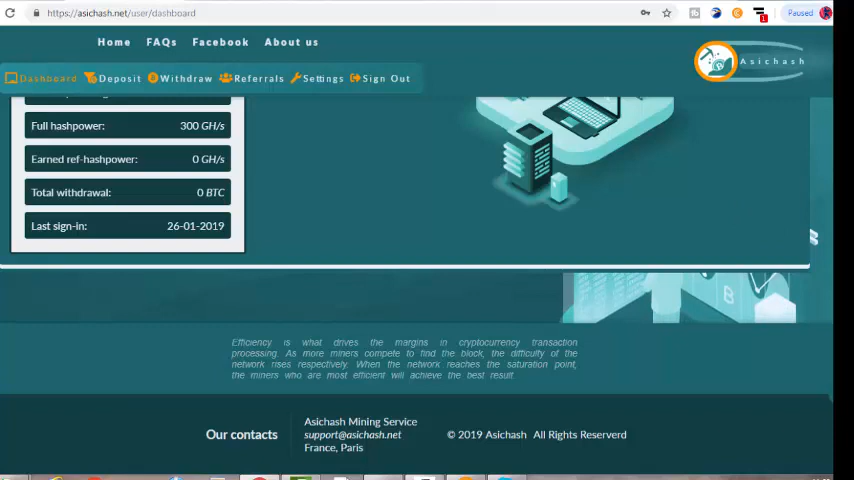 https://asichash.net/user/dashboard
Paused
1
Home FAQs Facebook About us
Asichash
Dashboard Deposit Withdraw Referrals Settings Sign Out
Full hashpower: 300 GH/s
Earned ref-hashpower: 0 GH/s
Total withdrawal: 0 BTC
Last sign-in: 26-01-2019
Efficiency is what drives the margins in cryptocurrency transaction
processing. As more miners compete to find the block, the difficulty of the
network rises respectively. When the network reaches the saturation point,
the miners who are most efficient will achieve the best result.
Our contacts
Asichash Mining Service
support@asichash.net
France, Paris
© 2019 Asichash All Rights Reserverd